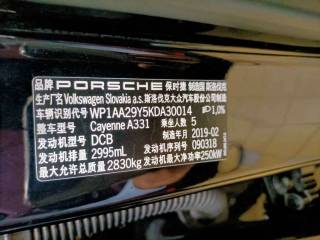 品牌 PORSCHE 保时捷 制造国 斯洛伐克
生产厂名 Volkswagen Slovakia a.s. 斯洛伐克大众汽车股份公司制造
车辆识别代号 WP1AA29Y5KDA30014 1,0%
整车型号 Cayenne A331 乘坐人数 5
发动机型号 DCB 制造年月 2019-02
发动机排量 2995mL 发动机号 090318
最大允许总质量 2830kg 发动机最大净功率 250kW